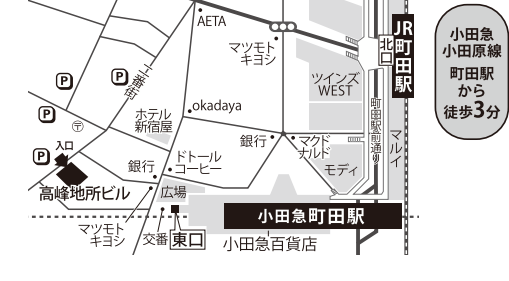 AETA
マツモト
キヨシ
北口
JR町田駅
小田急
小田原線
町田駅
から
徒歩3分
P
P
P
P
〒
二番街
ツインズ
WEST
okadaya
ホテル
新宿屋
町田駅前通り
マルイ
銀行
マクド
ナルド
入口
銀行
ドトール
コーヒー
モディ
高峰地所ビル
広場
小田急町田駅
マツモト
キヨシ
交番
東口
小田急百貨店